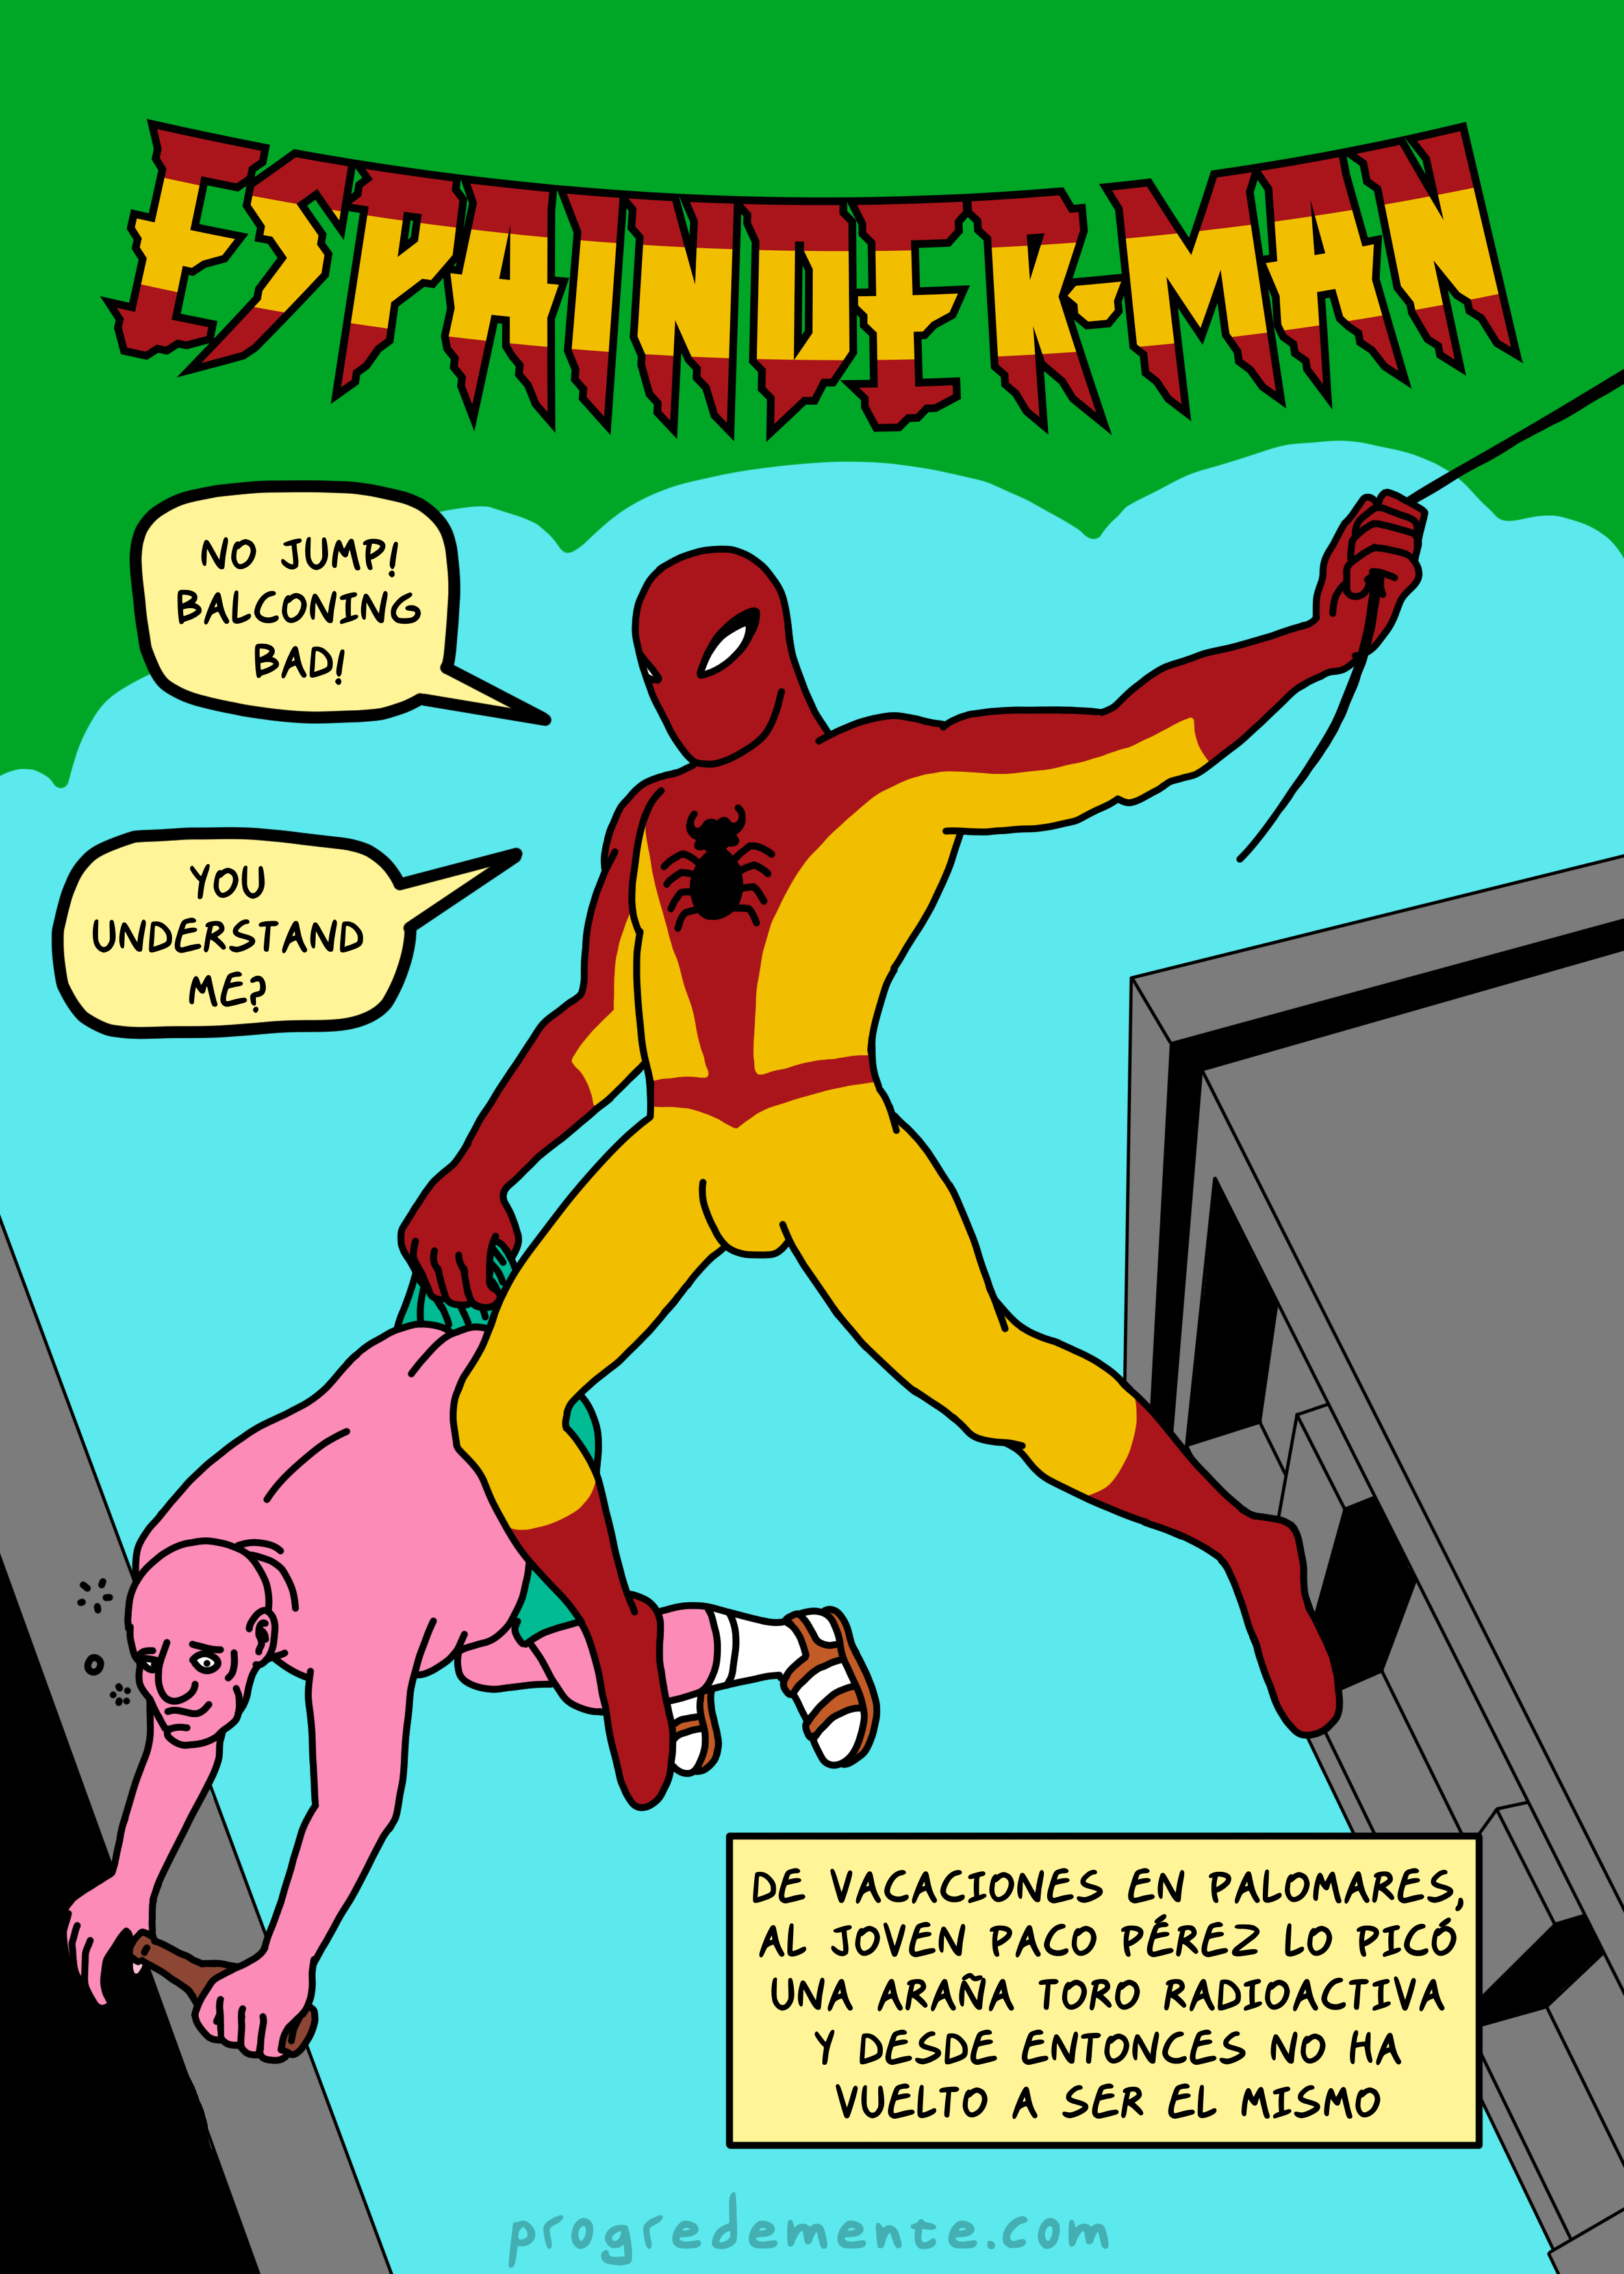 ESPAINDER-MAN
NO JUMP!
BALCONING
BAD!
YOU
UNDERSTAND
ME?
DE VACACIONES EN PALOMARES,
AL JOVEN PACO PÉREZ LO PICÓ
UNA ARAÑA TORO RADIOACTIVA
Y DESDE ENTONCES NO HA
VUELTO A SER EL MISMO
progredemente.com